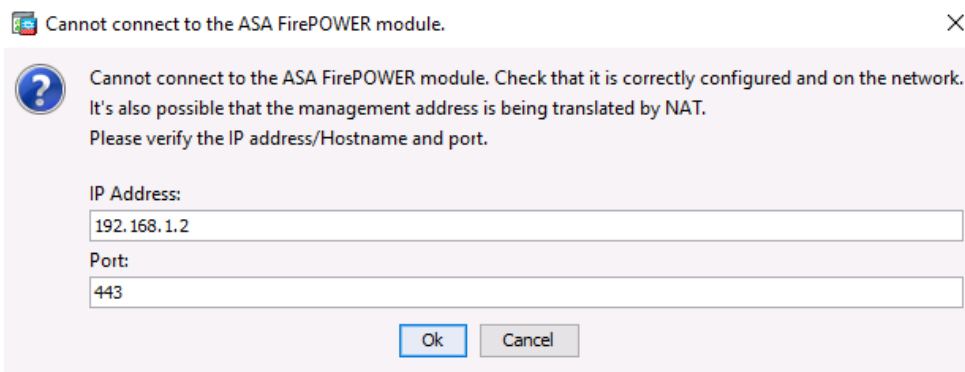 Cannot connect to the ASA FirePOWER module.
Cannot connect to the ASA FirePOWER module. Check that it is correctly configured and on the network.
It's also possible that the management address is being translated by NAT.
Please verify the IP address/Hostname and port.
IP Address:
192.168.1.2
Port:
443
Ok Cancel